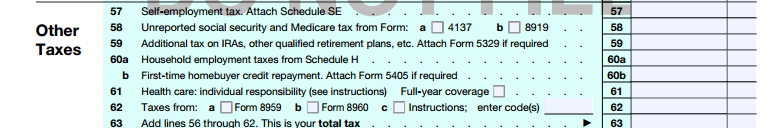 DO NOT FILE
57 Self-employment tax. Attach Schedule SE . . . . . . . . . . 57
Other Taxes
58 Unreported social security and Medicare tax from Form: a 4137 b 8919 . . 58
59 Additional tax on IRAs, other qualified retirement plans, etc. Attach Form 5329 if required . . 59
60a Household employment taxes from Schedule H . . . . . . . . . 60a
b First-time homebuyer credit repayment. Attach Form 5405 if required . . . . . . . 60b
61 Health care: individual responsibility (see instructions) Full-year coverage . . . . . 61
62 Taxes from: a Form 8959 b Form 8960 c Instructions; enter code(s) 62
63 Add lines 56 through 62. This is your total tax . . . . . . . . . ▶ 63